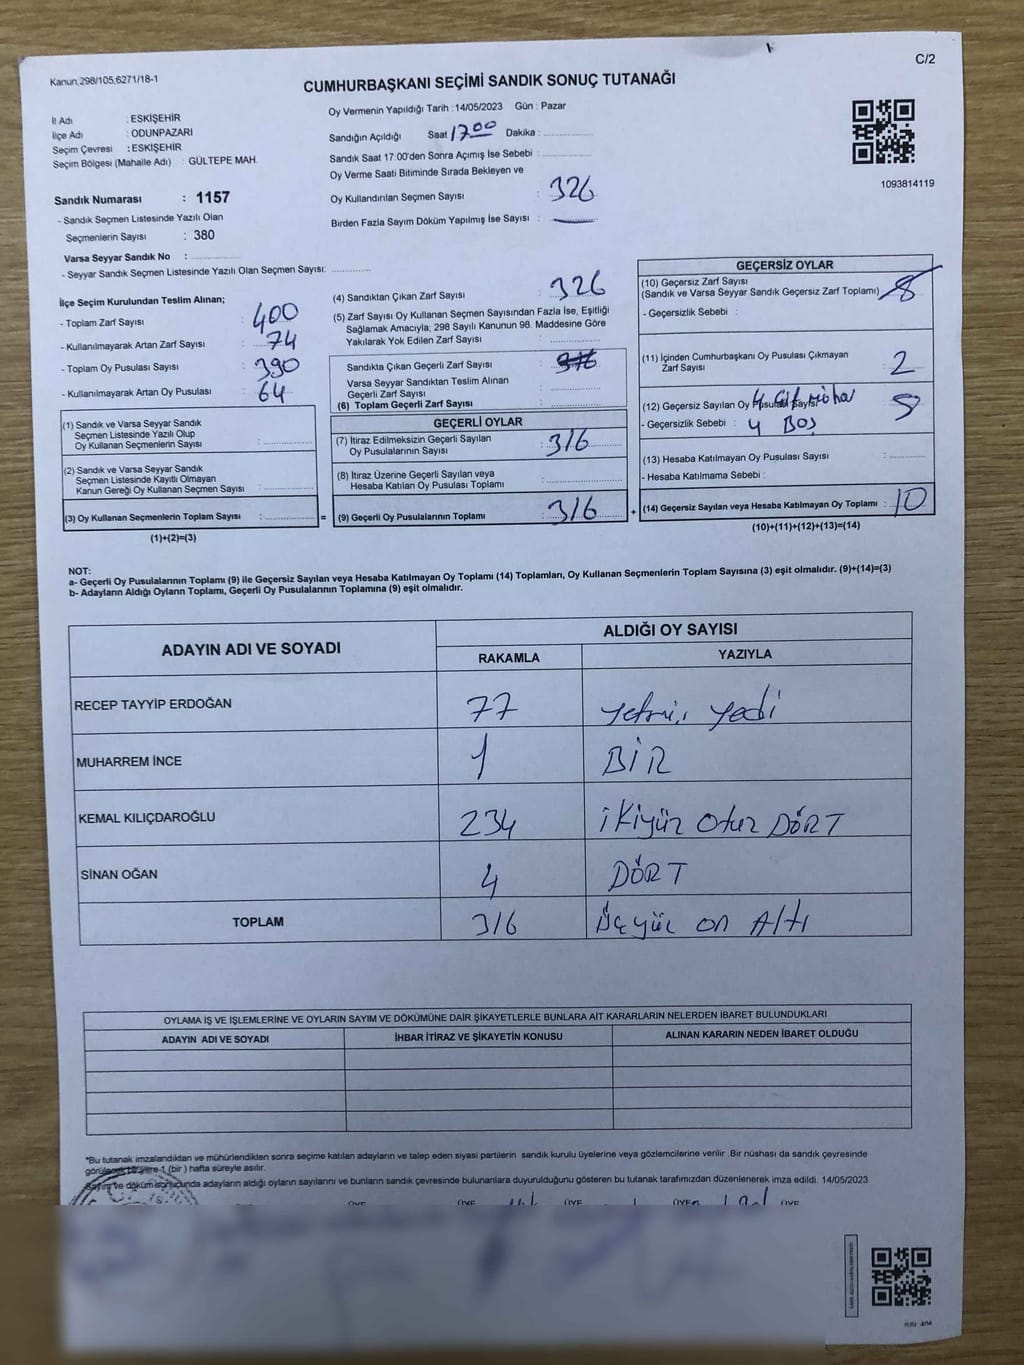 Kanun;298/105,6271/18-1
C/2
CUMHURBAŞKANI SEÇİMİ SANDIK SONUÇ TUTANAĞI
İl Adı : ESKİŞEHİR
İlçe Adı : ODUNPAZARI
Seçim Çevresi : ESKİŞEHİR
Seçim Bölgesi (Mahalle Adı) : GÜLTEPE MAH.
Sandık Numarası : 1157
- Sandık Seçmen Listesinde Yazılı Olan
Seçmenlerin Sayısı : 380
Varsa Seyyar Sandık No : ..............
- Seyyar Sandık Seçmen Listesinde Yazılı Olan Seçmen Sayısı: ............
Oy Vermenin Yapıldığı Tarih :14/05/2023 Gün : Pazar
Sandığın Açıldığı Saat 17 00 Dakika : ..............
Sandık Saat 17:00'den Sonra Açımış İse Sebebi : ..............
Oy Verme Saati Bitiminde Sırada Bekleyen ve
Oy Kullandırılan Seçmen Sayısı : 326
Birden Fazla Sayım Döküm Yapılmış İse Sayısı :
1093814119
İlçe Seçim Kurulundan Teslim Alınan;
- Toplam Zarf Sayısı : 400
- Kullanılmayarak Artan Zarf Sayısı : 74
- Toplam Oy Pusulası Sayısı : 390
- Kullanılmayarak Artan Oy Pusulası : 64
(1) Sandık ve Varsa Seyyar Sandık
Seçmen Listesinde Yazılı Olup
Oy Kullanan Seçmenlerin Sayısı : ..............
(2) Sandık ve Varsa Seyyar Sandık
Seçmen Listesinde Kayıtlı Olmayan
Kanun Gereği Oy Kullanan Seçmen Sayısı : ..............
(3) Oy Kullanan Seçmenlerin Toplam Sayısı : .............. =
(1)+(2)=(3)
(4) Sandıktan Çıkan Zarf Sayısı : 326
(5) Zarf Sayısı Oy Kullanan Seçmen Sayısından Fazla İse, Eşitliği
Sağlamak Amacıyla; 298 Sayılı Kanunun 98. Maddesine Göre
Yakılarak Yok Edilen Zarf Sayısı : ..............
Sandıkta Çıkan Geçerli Zarf Sayısı :
Varsa Seyyar Sandıktan Teslim Alınan
Geçerli Zarf Sayısı : ..............
(6) Toplam Geçerli Zarf Sayısı : ..............
GEÇERLİ OYLAR
(7) İtiraz Edilmeksizin Geçerli Sayılan
Oy Pusulalarının Sayısı : 316
(8) İtiraz Üzerine Geçerli Sayılan veya
Hesaba Katılan Oy Pusulası Toplamı : ..............
(9) Geçerli Oy Pusulalarının Toplamı : 316 +
GEÇERSİZ OYLAR
(10) Geçersiz Zarf Sayısı
(Sandık ve Varsa Seyyar Sandık Geçersiz Zarf Toplamı) 8
- Geçersizlik Sebebi :
(11) İçinden Cumhurbaşkanı Oy Pusulası Çıkmayan
Zarf Sayısı : 2
(12) Geçersiz Sayılan Oy Pusulası Sayısı 8
- Geçersizlik Sebebi : 4 BOŞ
(13) Hesaba Katılmayan Oy Pusulası Sayısı : ..............
- Hesaba Katılmama Sebebi :
(14) Geçersiz Sayılan veya Hesaba Katılmayan Oy Toplamı : 10
(10)+(11)+(12)+(13)=(14)
NOT:
a- Geçerli Oy Pusulalarının Toplamı (9) ile Geçersiz Sayılan veya Hesaba Katılmayan Oy Toplamı (14) Toplamları, Oy Kullanan Seçmenlerin Toplam Sayısına (3) eşit olmalıdır. (9)+(14)=(3)
b- Adayların Aldığı Oyların Toplamı, Geçerli Oy Pusulalarının Toplamına (9) eşit olmalıdır.
ADAYIN ADI VE SOYADI
ALDIĞI OY SAYISI
RAKAMLA YAZIYLA
RECEP TAYYİP ERDOĞAN 77 yetmiş yedi
MUHARREM İNCE 1 BİR
KEMAL KILIÇDAROĞLU 234 ikiyüz otuz DÖRT
SİNAN OĞAN 4 DÖRT
TOPLAM 316 Üçyüz on Altı
OYLAMA İŞ VE İŞLEMLERİNE VE OYLARIN SAYIM VE DÖKÜMÜNE DAİR ŞİKAYETLERLE BUNLARA AİT KARARLARIN NELERDEN İBARET BULUNDUKLARI
ADAYIN ADI VE SOYADI İHBAR İTİRAZ VE ŞİKAYETİN KONUSU ALINAN KARARIN NEDEN İBARET OLDUĞU
*Bu tutanak imzalandıktan ve mühürlendikten sonra seçime katılan adayların ve talep eden siyasi partilerin sandık kurulu üyelerine veya gözlemcilerine verilir .Bir nüshası da sandık çevresinde
görülecek bir yere 1 (bir ) hafta süreyle asılır.
Sayım ve döküm sonucunda adayların aldığı oyların sayılarını ve bunların sandık çevresinde bulunanlara duyurulduğunu gösteren bu tutanak tarafımızdan düzenlenerek imza edildi. 14/05/2023
ÜYE ÜYE ÜYE ÜYE ÜYE